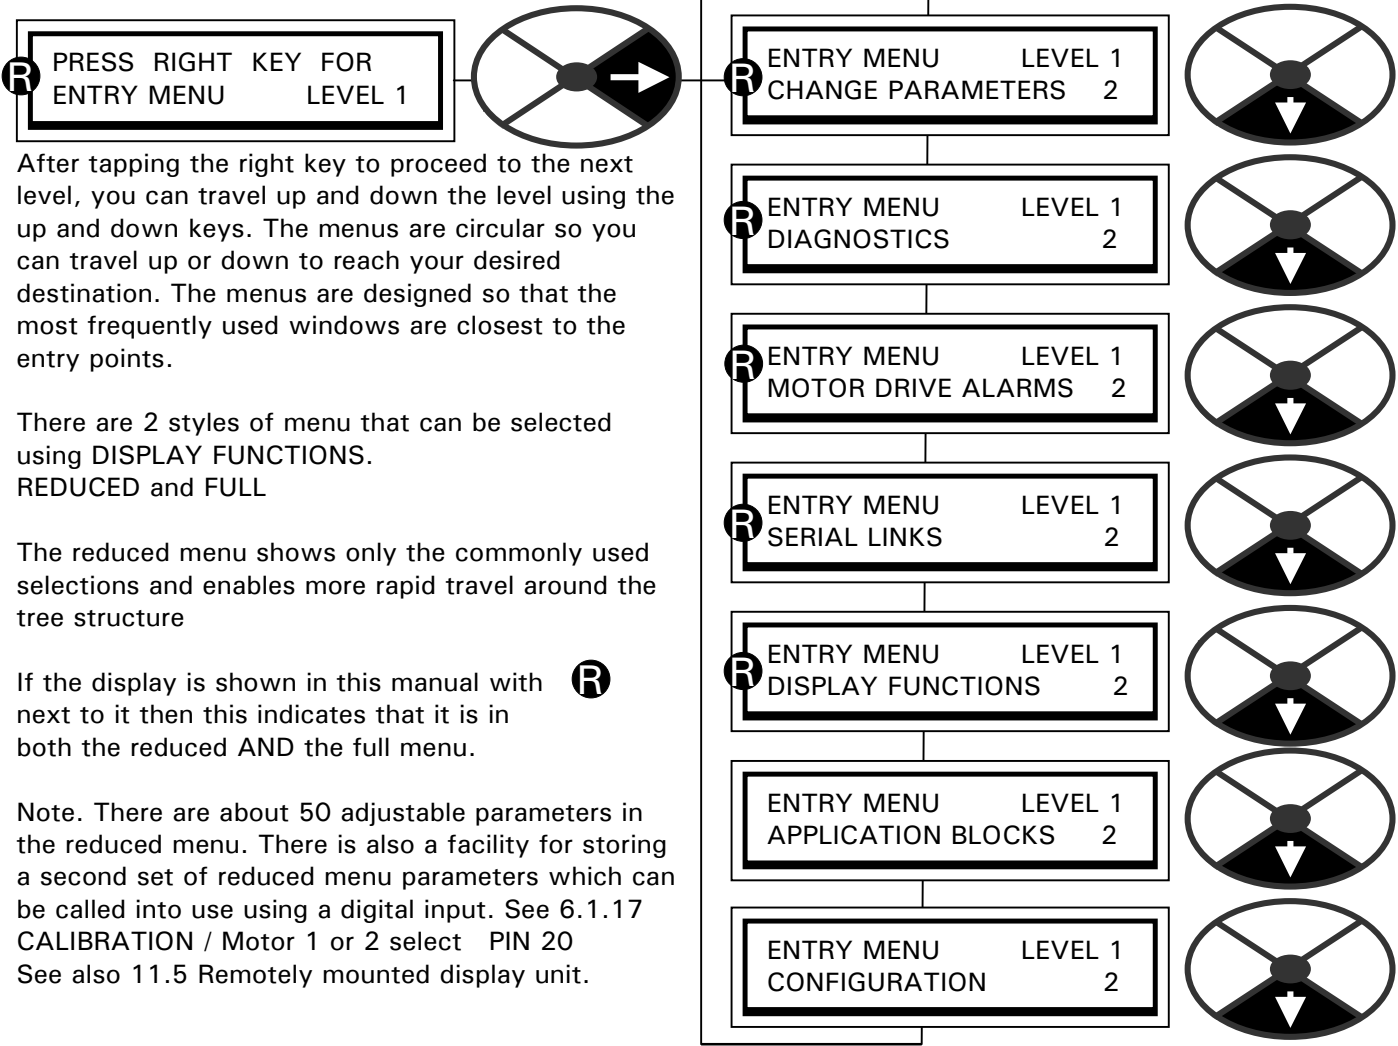 R PRESS RIGHT KEY FOR
ENTRY MENU LEVEL 1
After tapping the right key to proceed to the next
level, you can travel up and down the level using the
up and down keys. The menus are circular so you
can travel up or down to reach your desired
destination. The menus are designed so that the
most frequently used windows are closest to the
entry points.
There are 2 styles of menu that can be selected
using DISPLAY FUNCTIONS.
REDUCED and FULL
The reduced menu shows only the commonly used
selections and enables more rapid travel around the
tree structure
If the display is shown in this manual with R
next to it then this indicates that it is in
both the reduced AND the full menu.
Note. There are about 50 adjustable parameters in
the reduced menu. There is also a facility for storing
a second set of reduced menu parameters which can
be called into use using a digital input. See 6.1.17
CALIBRATION / Motor 1 or 2 select PIN 20
See also 11.5 Remotely mounted display unit.
R ENTRY MENU LEVEL 1
CHANGE PARAMETERS 2
R ENTRY MENU LEVEL 1
DIAGNOSTICS 2
R ENTRY MENU LEVEL 1
MOTOR DRIVE ALARMS 2
R ENTRY MENU LEVEL 1
SERIAL LINKS 2
R ENTRY MENU LEVEL 1
DISPLAY FUNCTIONS 2
ENTRY MENU LEVEL 1
APPLICATION BLOCKS 2
ENTRY MENU LEVEL 1
CONFIGURATION 2